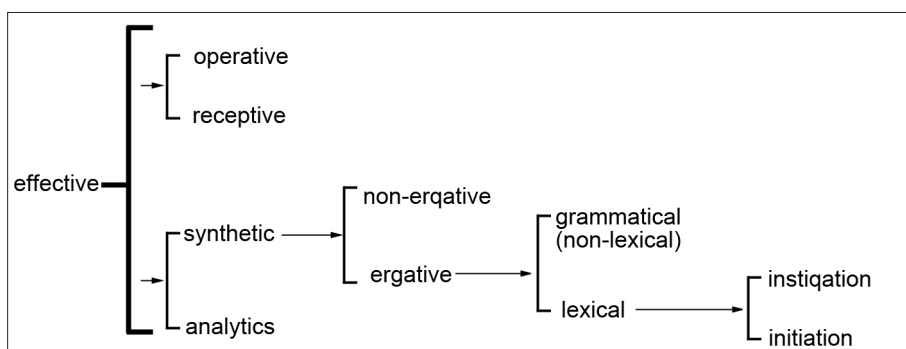 operative
receptive
effective
non-erqative
synthetic
grammatical
(non-lexical)
ergative
instiqation
lexical
analytics
initiation